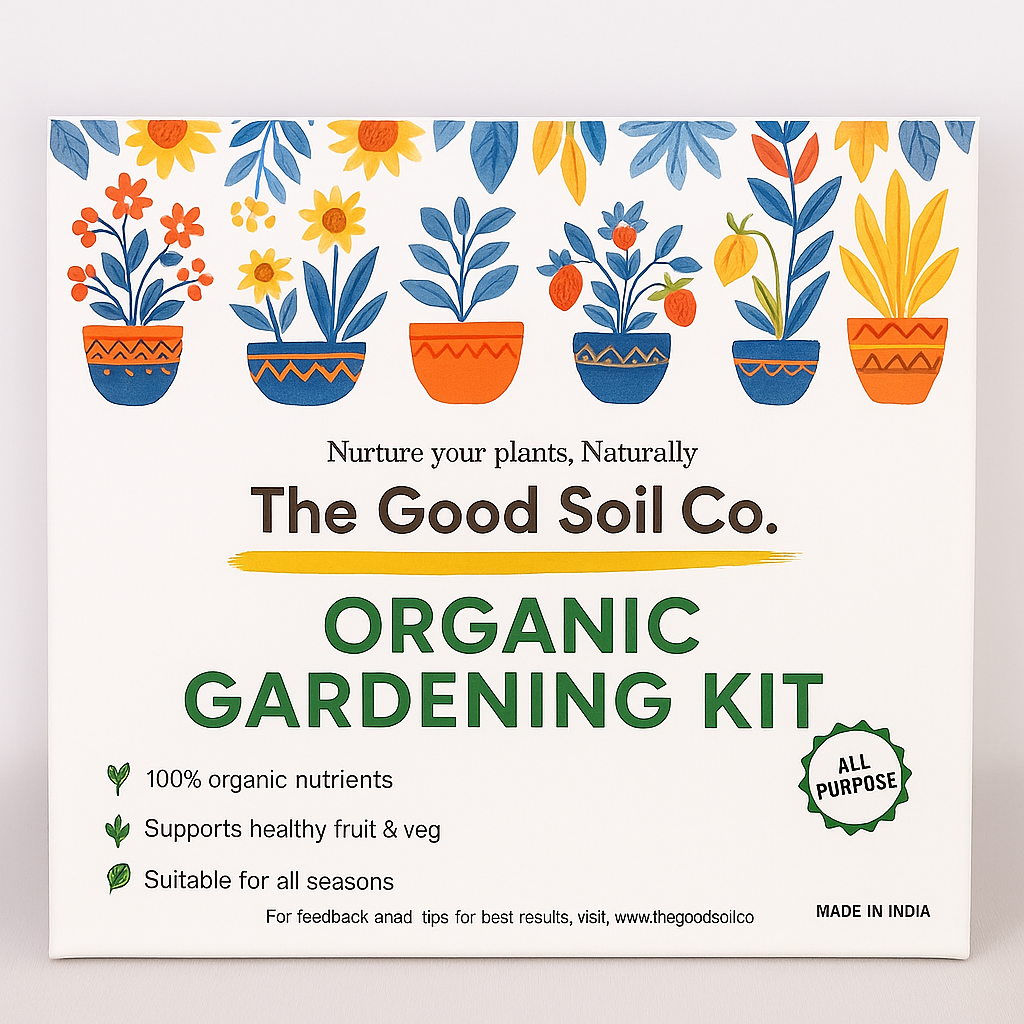 Nurture your plants, Naturally
The Good Soil Co.
ORGANIC
GARDENING KIT
ALL
PURPOSE
100% organic nutrients
Supports healthy fruit & veg
Suitable for all seasons
For feedback anad tips for best results, visit, www.thegoodsoilco
MADE IN INDIA